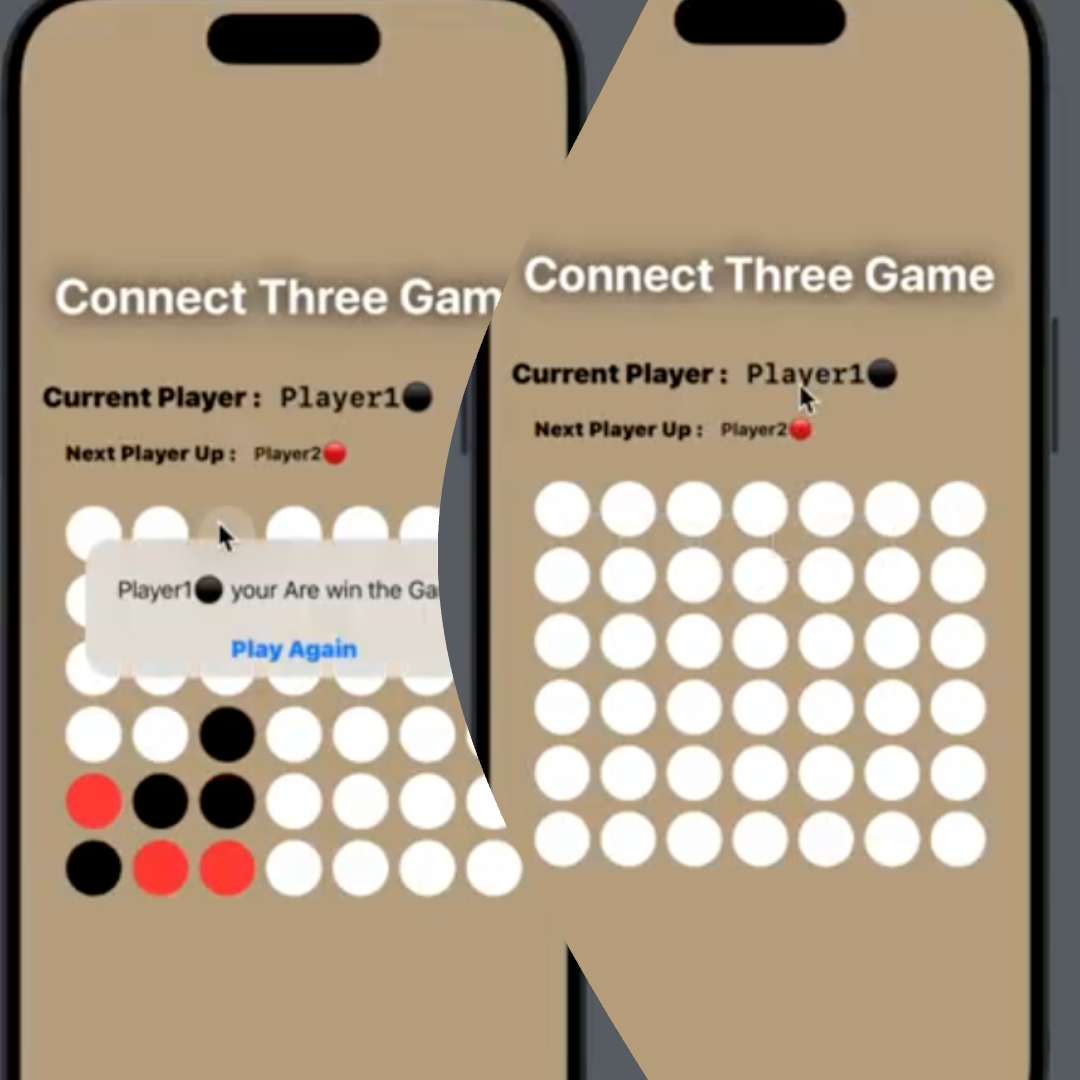 Connect Three Gam
Current Player : Player1
Next Player Up : Player2
Player1 your Are win the Ga
Play Again
Connect Three Game
Current Player : Player1
Next Player Up : Player2